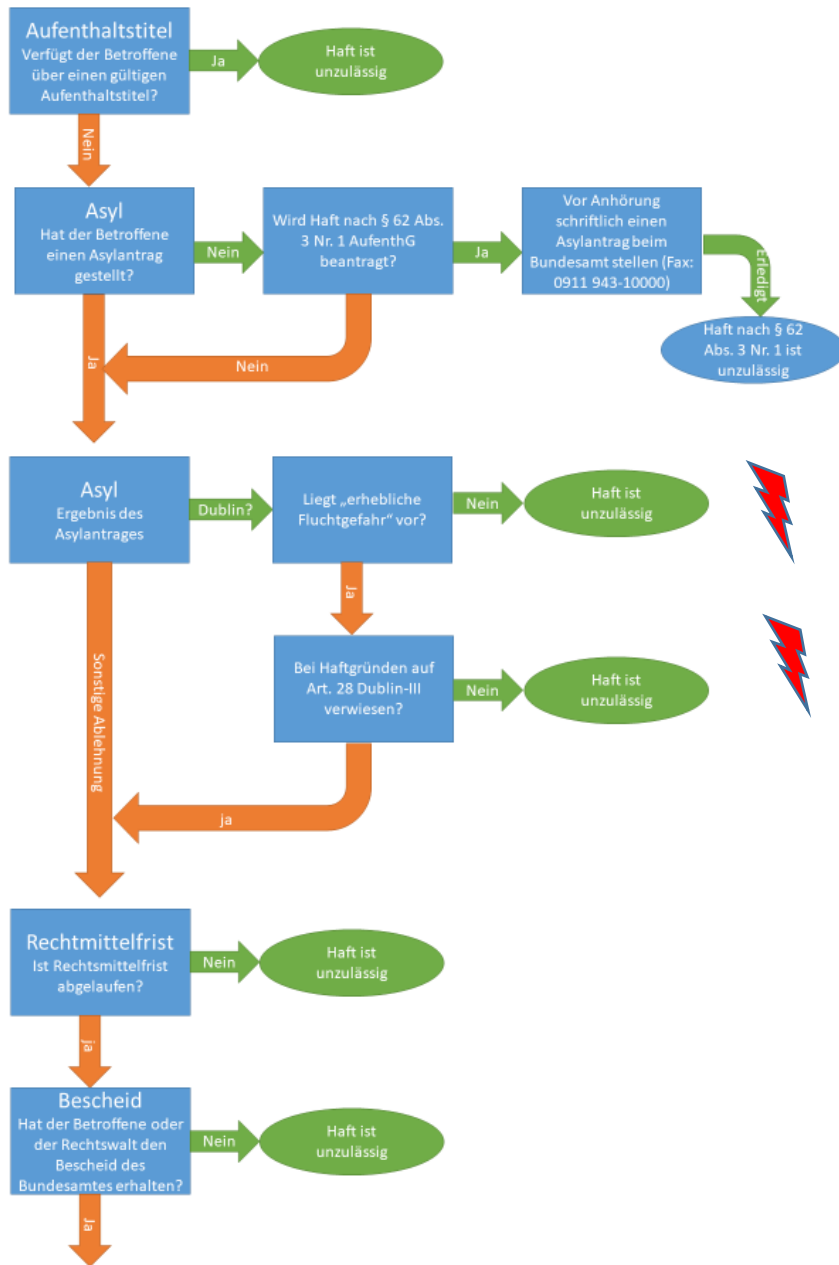 Aufenthaltstitel
Verfügt der Betroffene
über einen gültigen
Aufenthaltstitel?
Ja
Haft ist
unzulässig
Nein
Asyl
Hat der Betroffene
einen Asylantrag
gestellt?
Nein
Wird Haft nach § 62 Abs.
3 Nr. 1 AufenthG
beantragt?
Ja
Vor Anhörung
schriftlich einen
Asylantrag beim
Bundesamt stellen (Fax:
0911 943-10000)
Erledigt
Haft nach § 62
Abs. 3 Nr. 1 ist
unzulässig
Ja
Nein
Asyl
Ergebnis des
Asylantrages
Dublin?
Liegt „erhebliche
Fluchtgefahr“ vor?
Nein
Haft ist
unzulässig
Ja
Sonstige Ablehnung
Bei Haftgründen auf
Art. 28 Dublin-III
verwiesen?
Nein
Haft ist
unzulässig
ja
Rechtmittelfrist
Ist Rechtsmittelfrist
abgelaufen?
Nein
Haft ist
unzulässig
ja
Bescheid
Hat der Betroffene oder
der Rechtswalt den
Bescheid des
Bundesamtes erhalten?
Nein
Haft ist
unzulässig
Ja